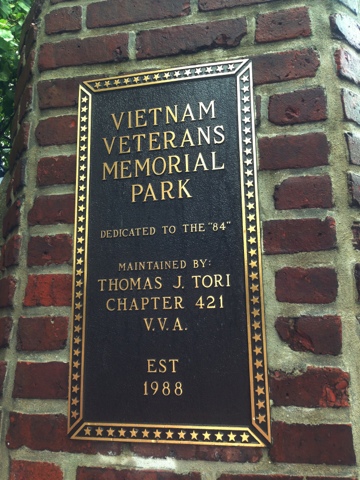 VIETNAM
VETERANS
MEMORIAL
PARK
DEDICATED TO THE "84"
MAINTAINED BY:
THOMAS J. TORI
CHAPTER 421
V.V.A.
EST
1988